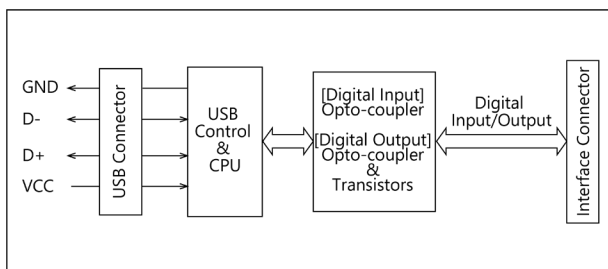 GND
D-
D+
VCC
USB Connector
USB
Control
&
CPU
[Digital Input]
Opto-coupler
[Digital Output]
Opto-coupler
&
Transistors
Digital
Input/Output
Interface Connector